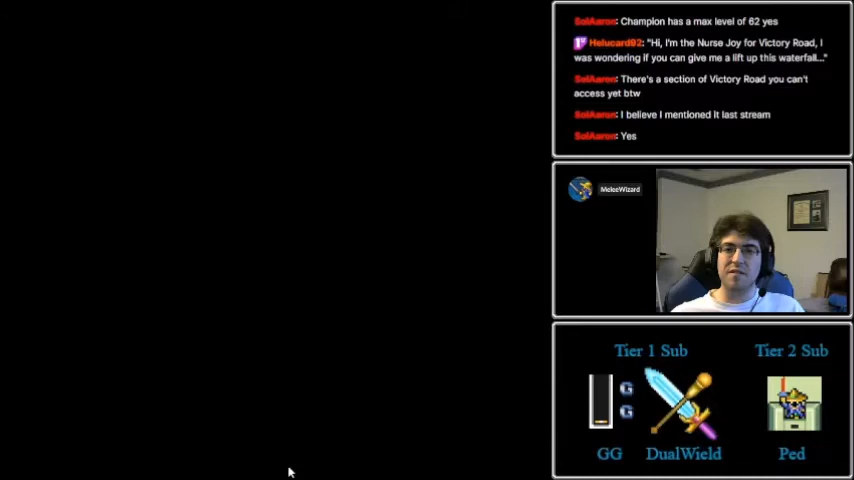 SolAaron: Champion has a max level of 62 yes
Helucard92: "Hi, I'm the Nurse Joy for Victory Road, I
was wondering if you can give me a lift up this waterfall..."
SolAaron: There's a section of Victory Road you can't
access yet btw
SolAaron: I believe I mentioned it last stream
SolAaron: Yes
MeleeWizard
Tier 1 Sub
Tier 2 Sub
G
G
GG
DualWield
Ped